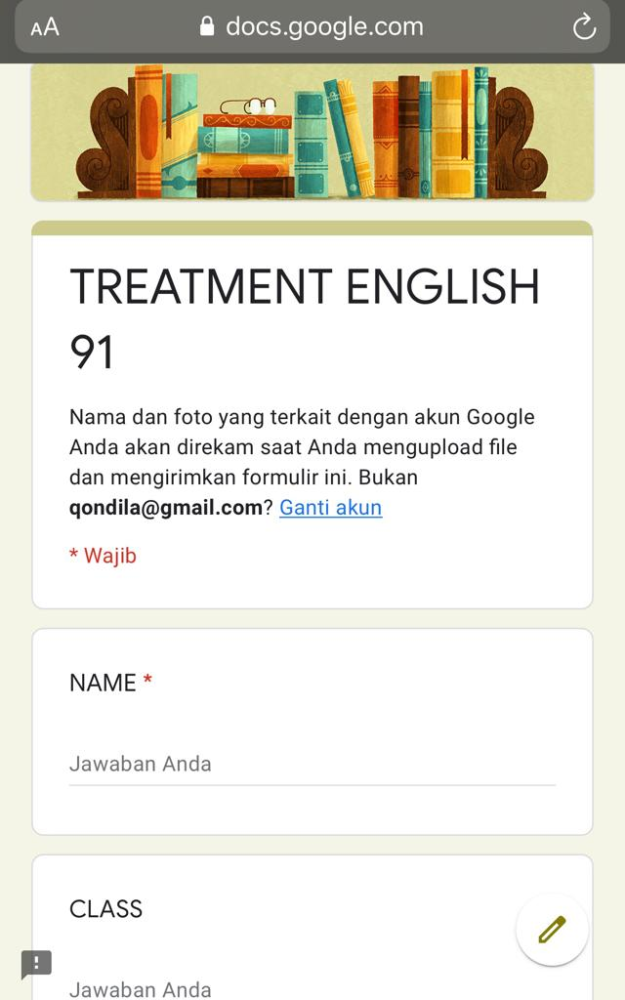 AA docs.google.com
TREATMENT ENGLISH
91
Nama dan foto yang terkait dengan akun Google
Anda akan direkam saat Anda mengupload file
dan mengirimkan formulir ini. Bukan
qondila@gmail.com? Ganti akun
* Wajib
NAME *
Jawaban Anda
CLASS
Jawaban Anda